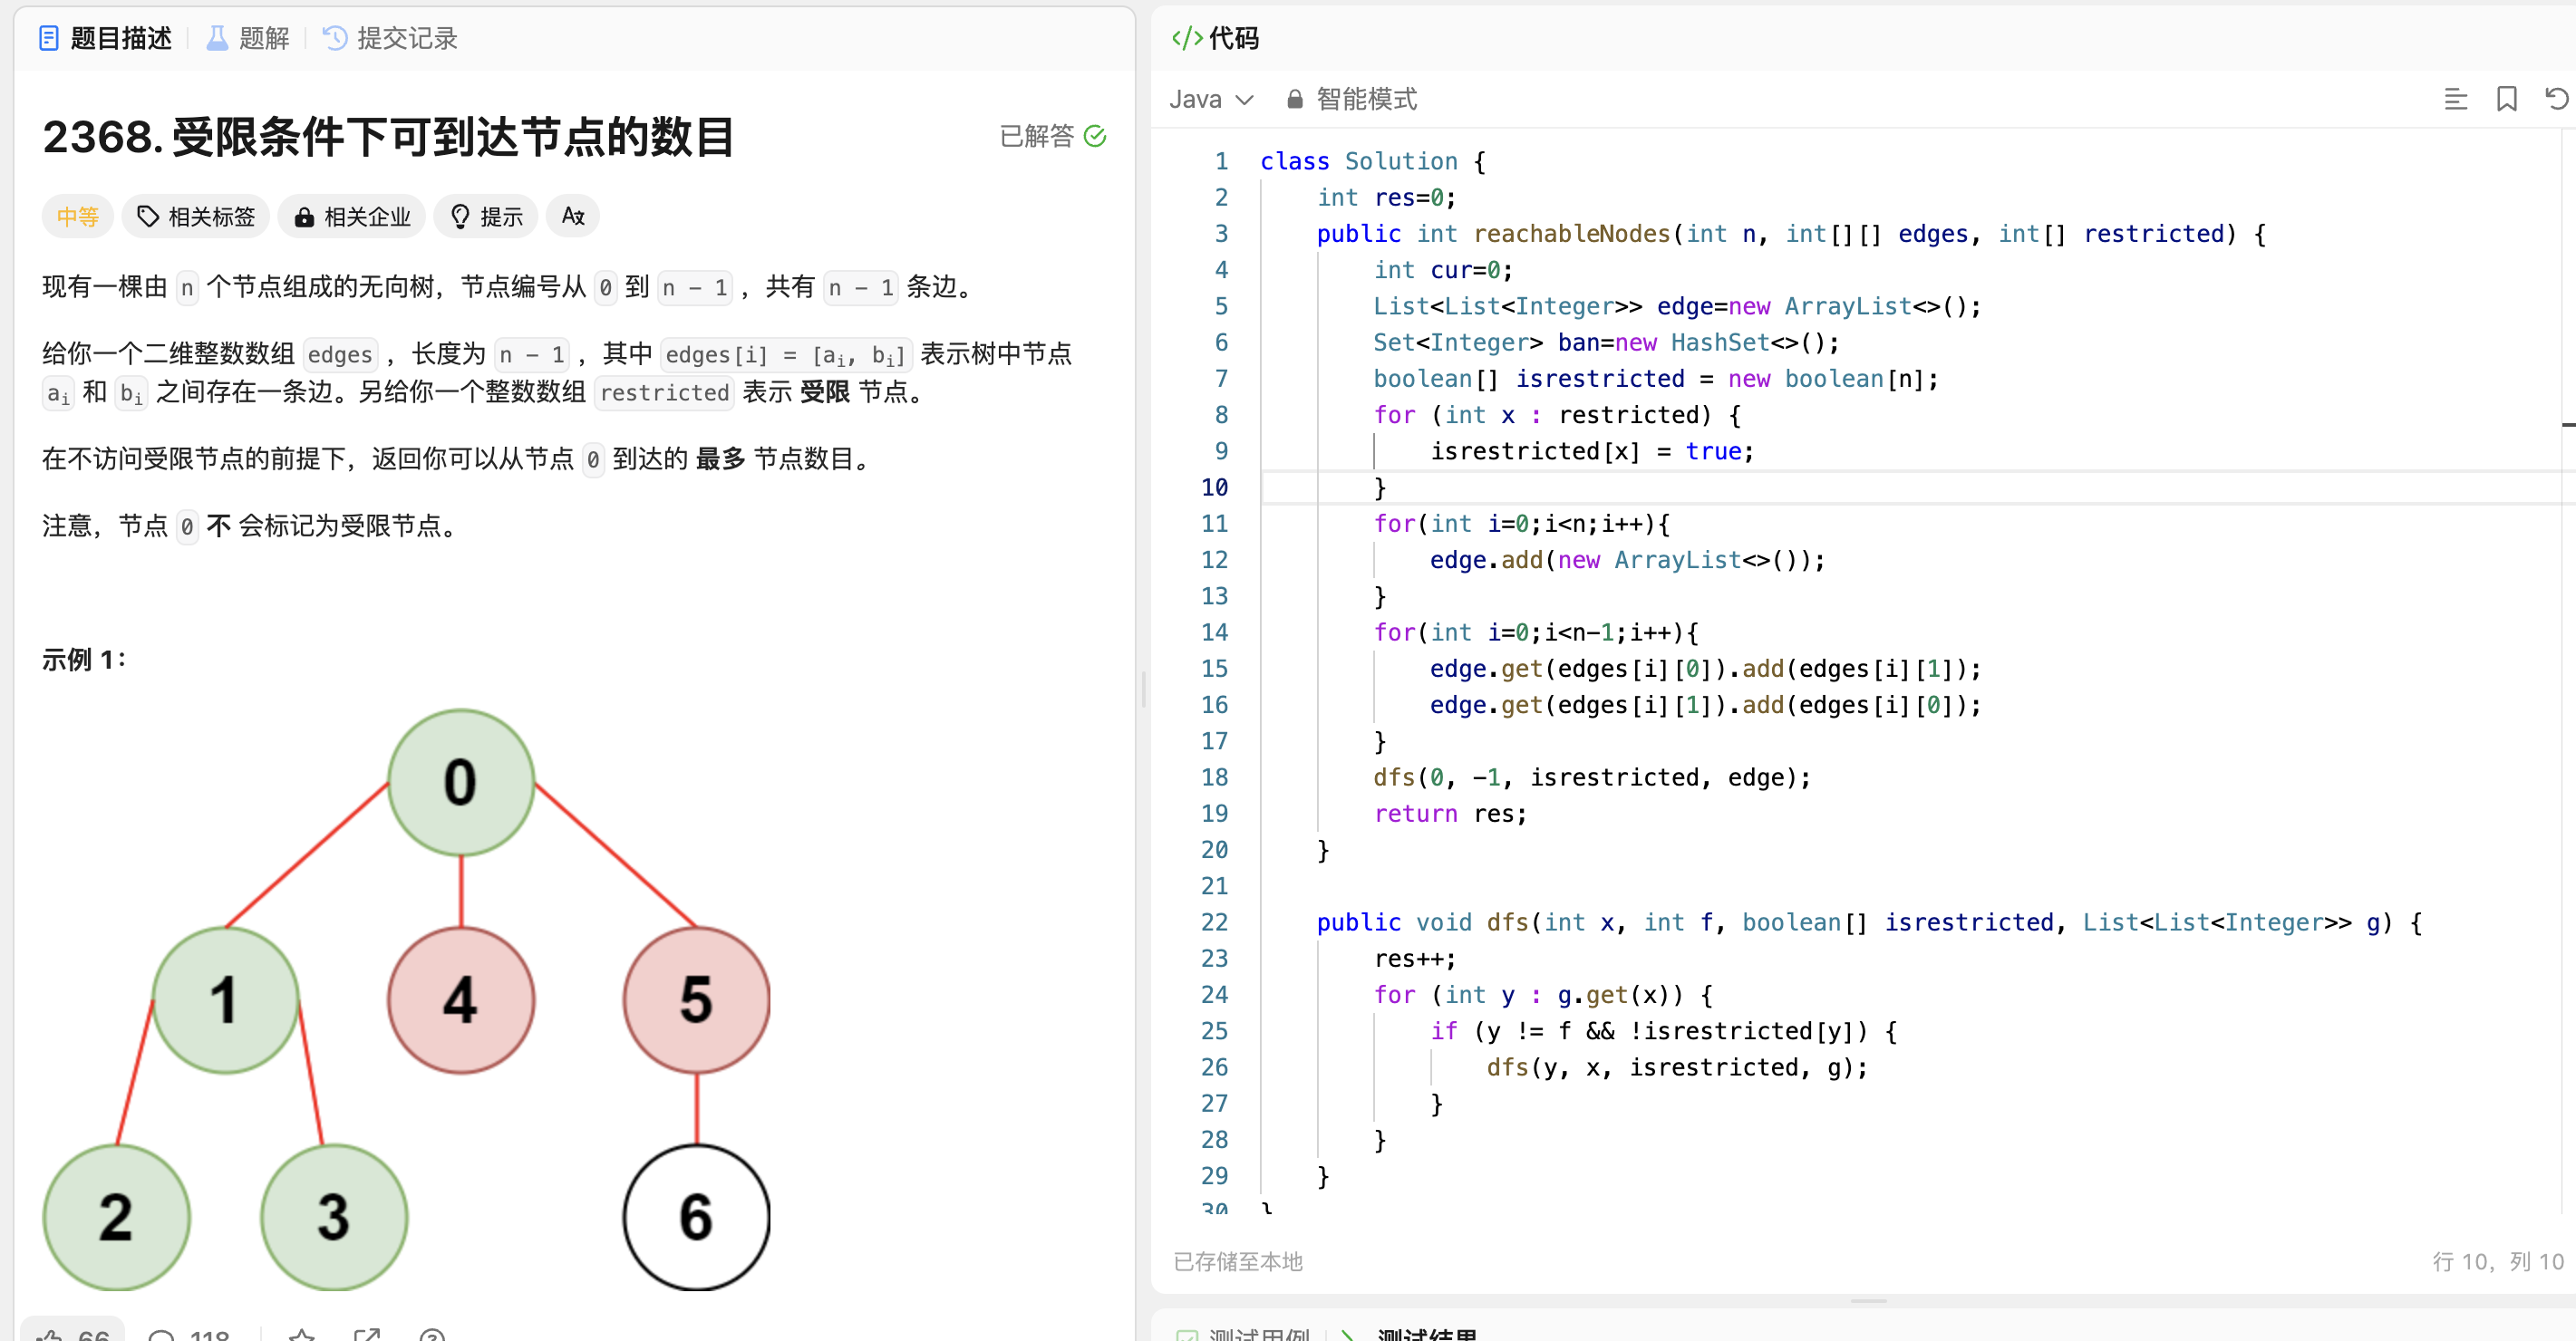 题目描述 题解 提交记录
2368. 受限条件下可到达节点的数目
已解答
中等 相关标签 相关企业 提示
现有一棵由 n 个节点组成的无向树，节点编号从 0 到 n - 1 ，共有 n - 1 条边。
给你一个二维整数数组 edges ，长度为 n - 1 ，其中 edges[i] = [ai, bi] 表示树中节点
ai 和 bi 之间存在一条边。另给你一个整数数组 restricted 表示 受限 节点。
在不访问受限节点的前提下，返回你可以从节点 0 到达的 最多 节点数目。
注意，节点 0 不 会标记为受限节点。
示例 1：
0
1 4 5
2 3 6
66 118
</>代码
Java 智能模式
1 class Solution {
2 int res=0;
3 public int reachableNodes(int n, int[][] edges, int[] restricted) {
4 int cur=0;
5 List<List<Integer>> edge=new ArrayList<>();
6 Set<Integer> ban=new HashSet<>();
7 boolean[] isrestricted = new boolean[n];
8 for (int x : restricted) {
9 isrestricted[x] = true;
10 }
11 for(int i=0;i<n;i++){
12 edge.add(new ArrayList<>());
13 }
14 for(int i=0;i<n-1;i++){
15 edge.get(edges[i][0]).add(edges[i][1]);
16 edge.get(edges[i][1]).add(edges[i][0]);
17 }
18 dfs(0, -1, isrestricted, edge);
19 return res;
20 }
21
22 public void dfs(int x, int f, boolean[] isrestricted, List<List<Integer>> g) {
23 res++;
24 for (int y : g.get(x)) {
25 if (y != f && !isrestricted[y]) {
26 dfs(y, x, isrestricted, g);
27 }
28 }
29 }
30 }
已存储至本地
行 10, 列 10
测试用例 测试结果